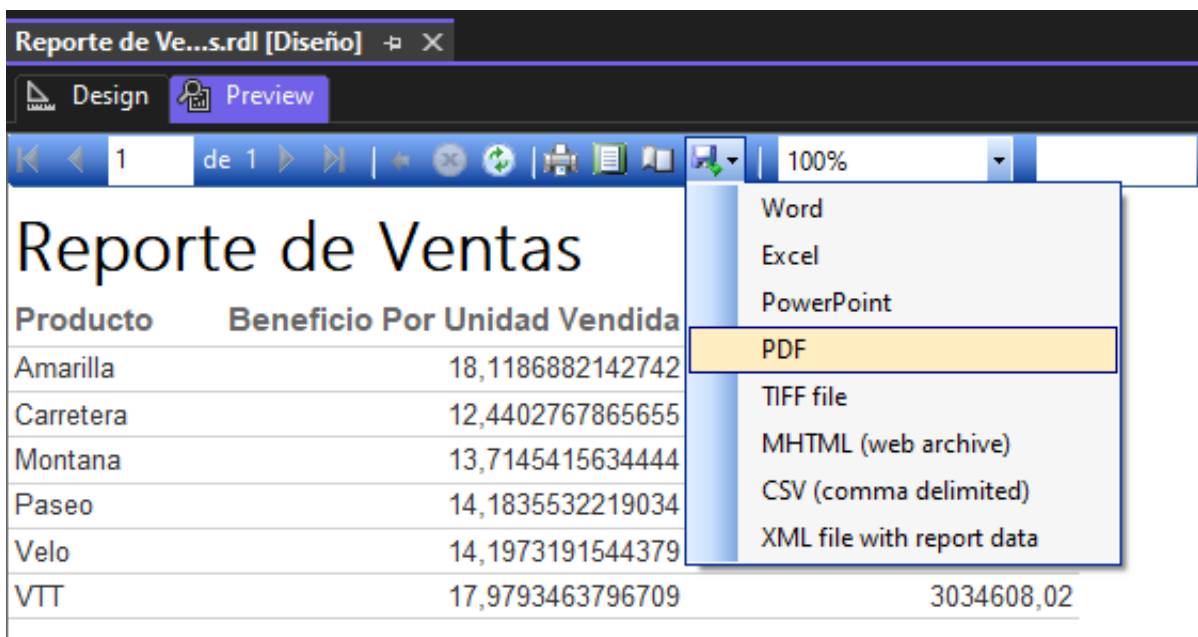 Reporte de Ve...s.rdl [Diseño]
Design Preview
1 de 1 100%
Word
Excel
PowerPoint
PDF
TIFF file
MHTML (web archive)
CSV (comma delimited)
XML file with report data
Reporte de Ventas
Producto Beneficio Por Unidad Vendida
Amarilla 18,1186882142742
Carretera 12,4402767865655
Montana 13,7145415634444
Paseo 14,1835532219034
Velo 14,1973191544379
VTT 17,9793463796709 3034608,02